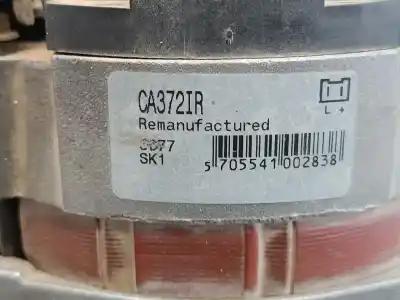 CA372IR
L +
Remanufactured
SK1
5 705541 002838